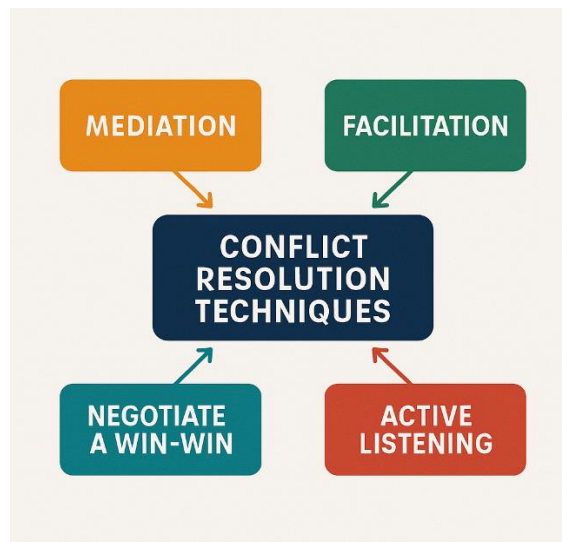 MEDIATION
FACILITATION
CONFLICT
RESOLUTION
TECHNIQUES
NEGOTIATE
A WIN-WIN
ACTIVE
LISTENING